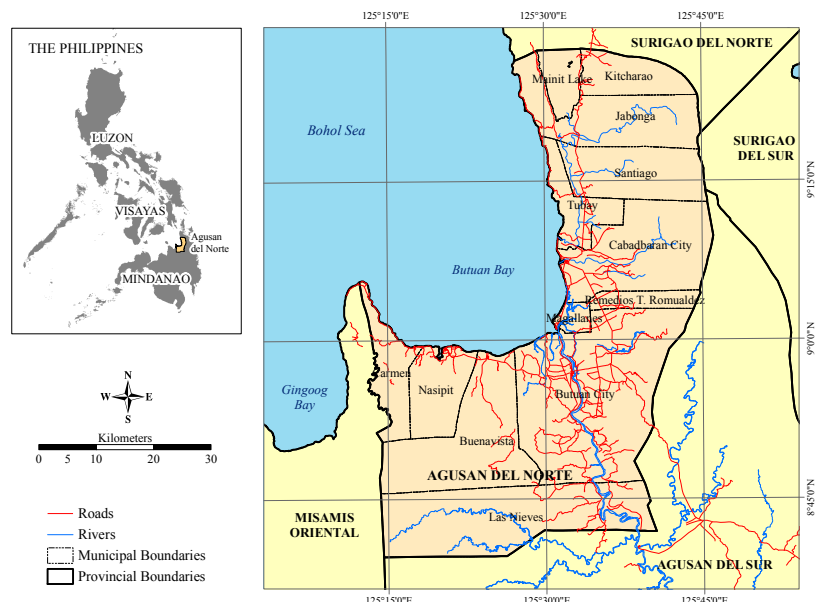 THE PHILIPPINES
LUZON
VISAYAS
Agusan
del Norte
MINDANAO
N
W E
S
Kilometers
0 5 10 20 30
Roads
Rivers
Municipal Boundaries
Provincial Boundaries
125°15'0"E 125°30'0"E 125°45'0"E
SURIGAO DEL NORTE
Mainit Lake
Kitcharao
Jabonga
Bohol Sea
SURIGAO
DEL SUR
Santiago
9°15'0"N
Tubay
Cabadbaran City
Butuan Bay
Remedios T. Romualdez
Magallanes
9°0'0"N
Carmen
Nasipit
Gingoog
Bay
Butuan City
Buenavista
AGUSAN DEL NORTE
8°45'0"N
MISAMIS
ORIENTAL
Las Nieves
AGUSAN DEL SUR
125°15'0"E 125°30'0"E 125°45'0"E